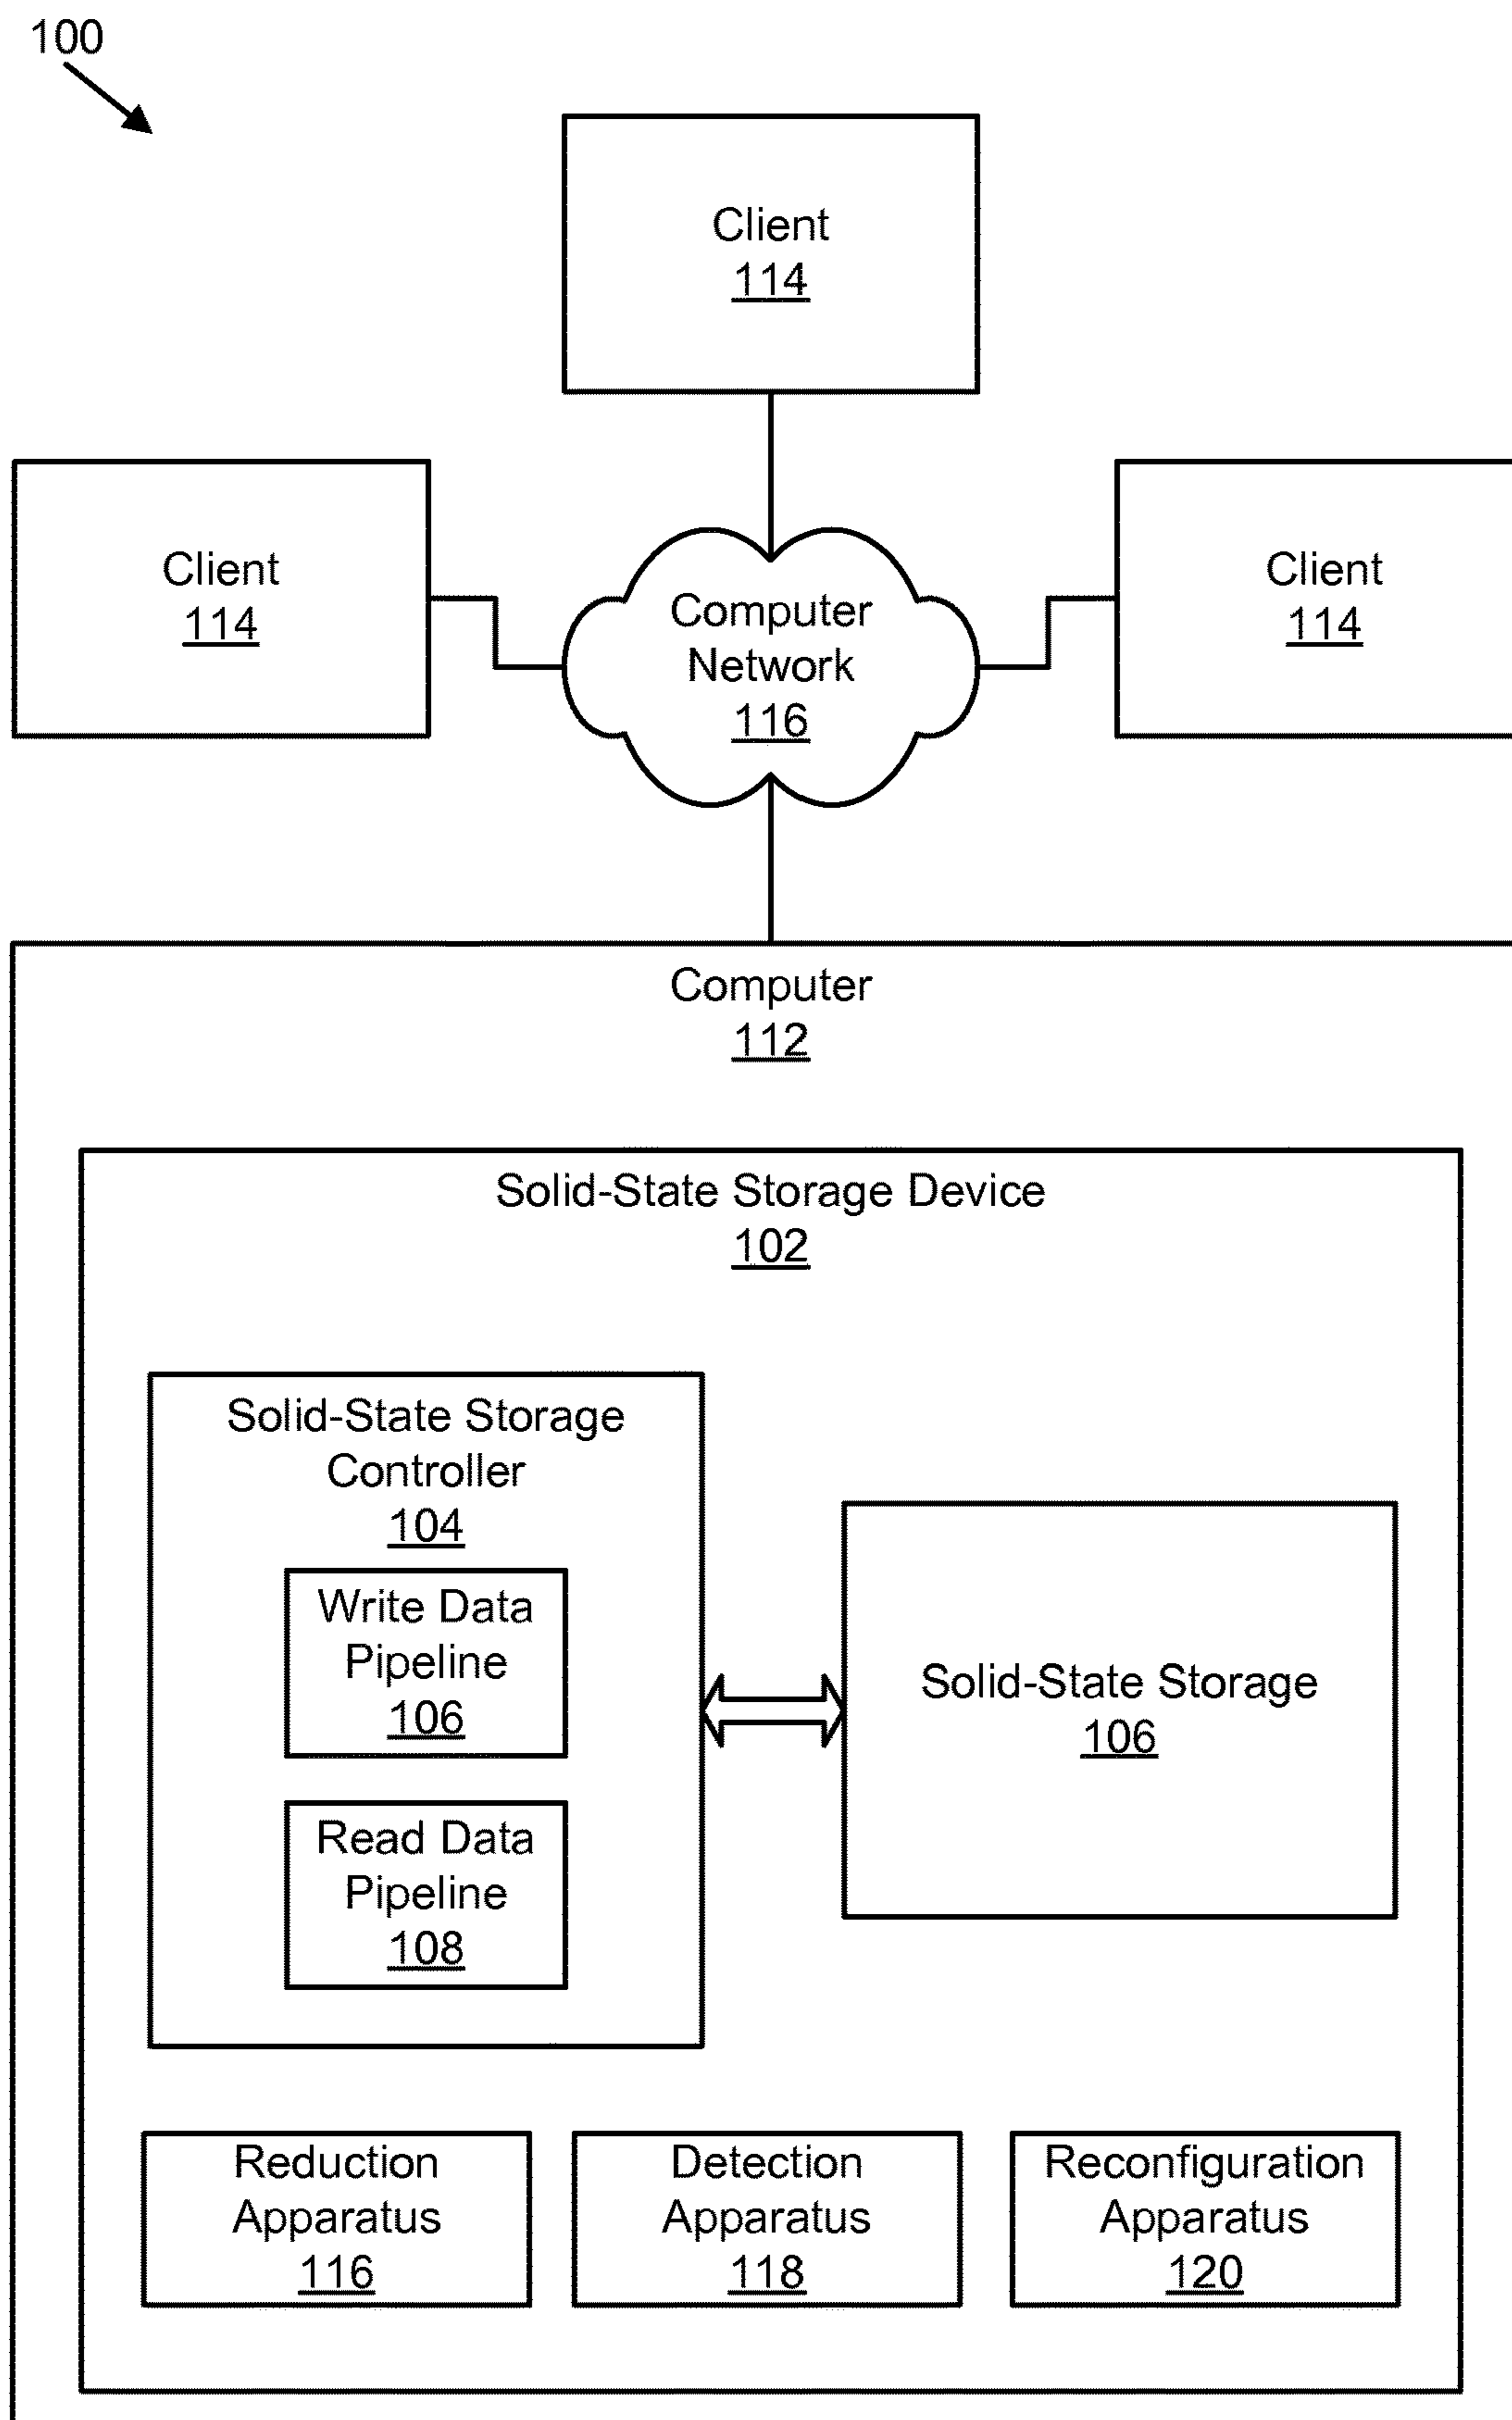 100
Client
114
Client
114
Computer
Network
116
Client
114
Computer
112
Solid-State Storage Device
102
Solid-State Storage
Controller
104
Write Data
Pipeline
106
Read Data
Pipeline
108
Solid-State Storage
106
Reduction
Apparatus
116
Detection
Apparatus
118
Reconfiguration
Apparatus
120